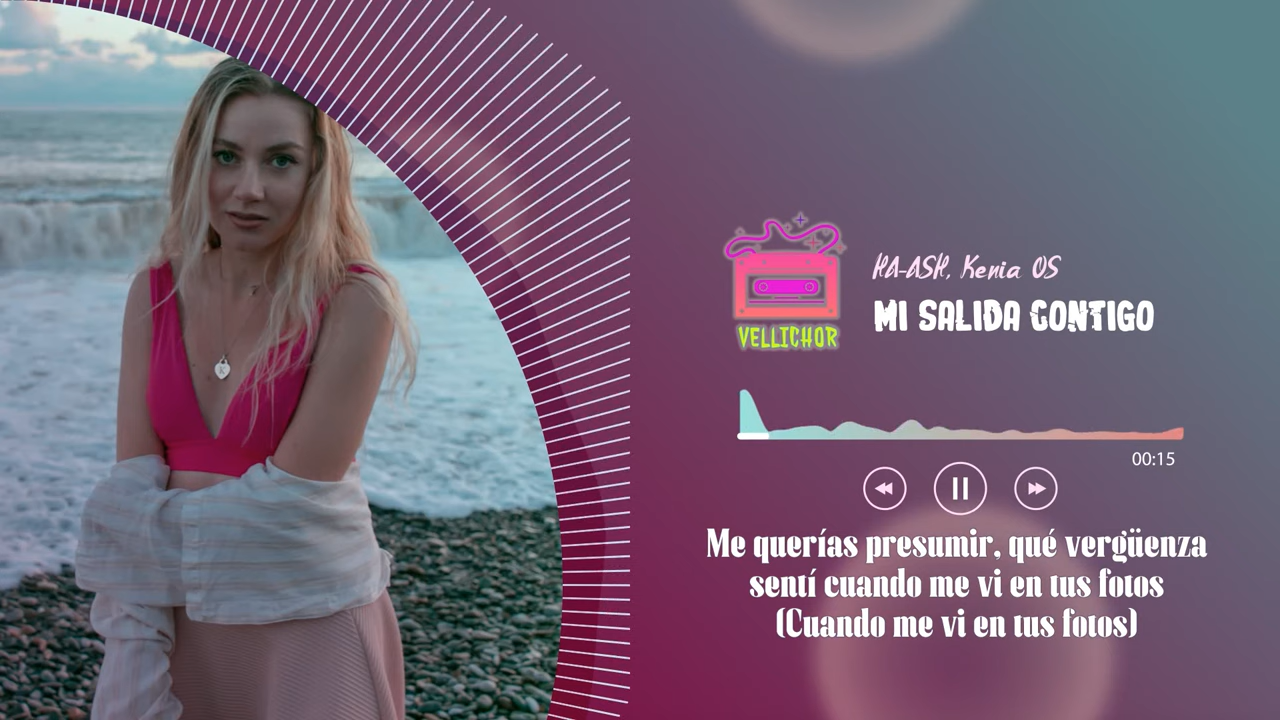 HA-ASH, Kenia OS
MI SALIDA CONTIGO
VELLICHOR
00:15
Me querías presumir, qué vergüenza
sentí cuando me vi en tus fotos
(Cuando me vi en tus fotos)